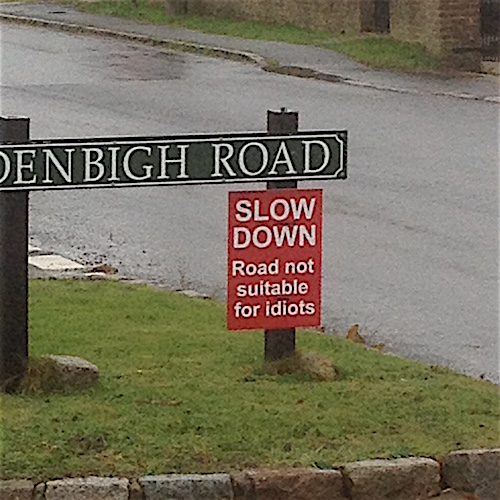 DENBIGH ROAD
SLOW
DOWN
Road not
suitable
for idiots